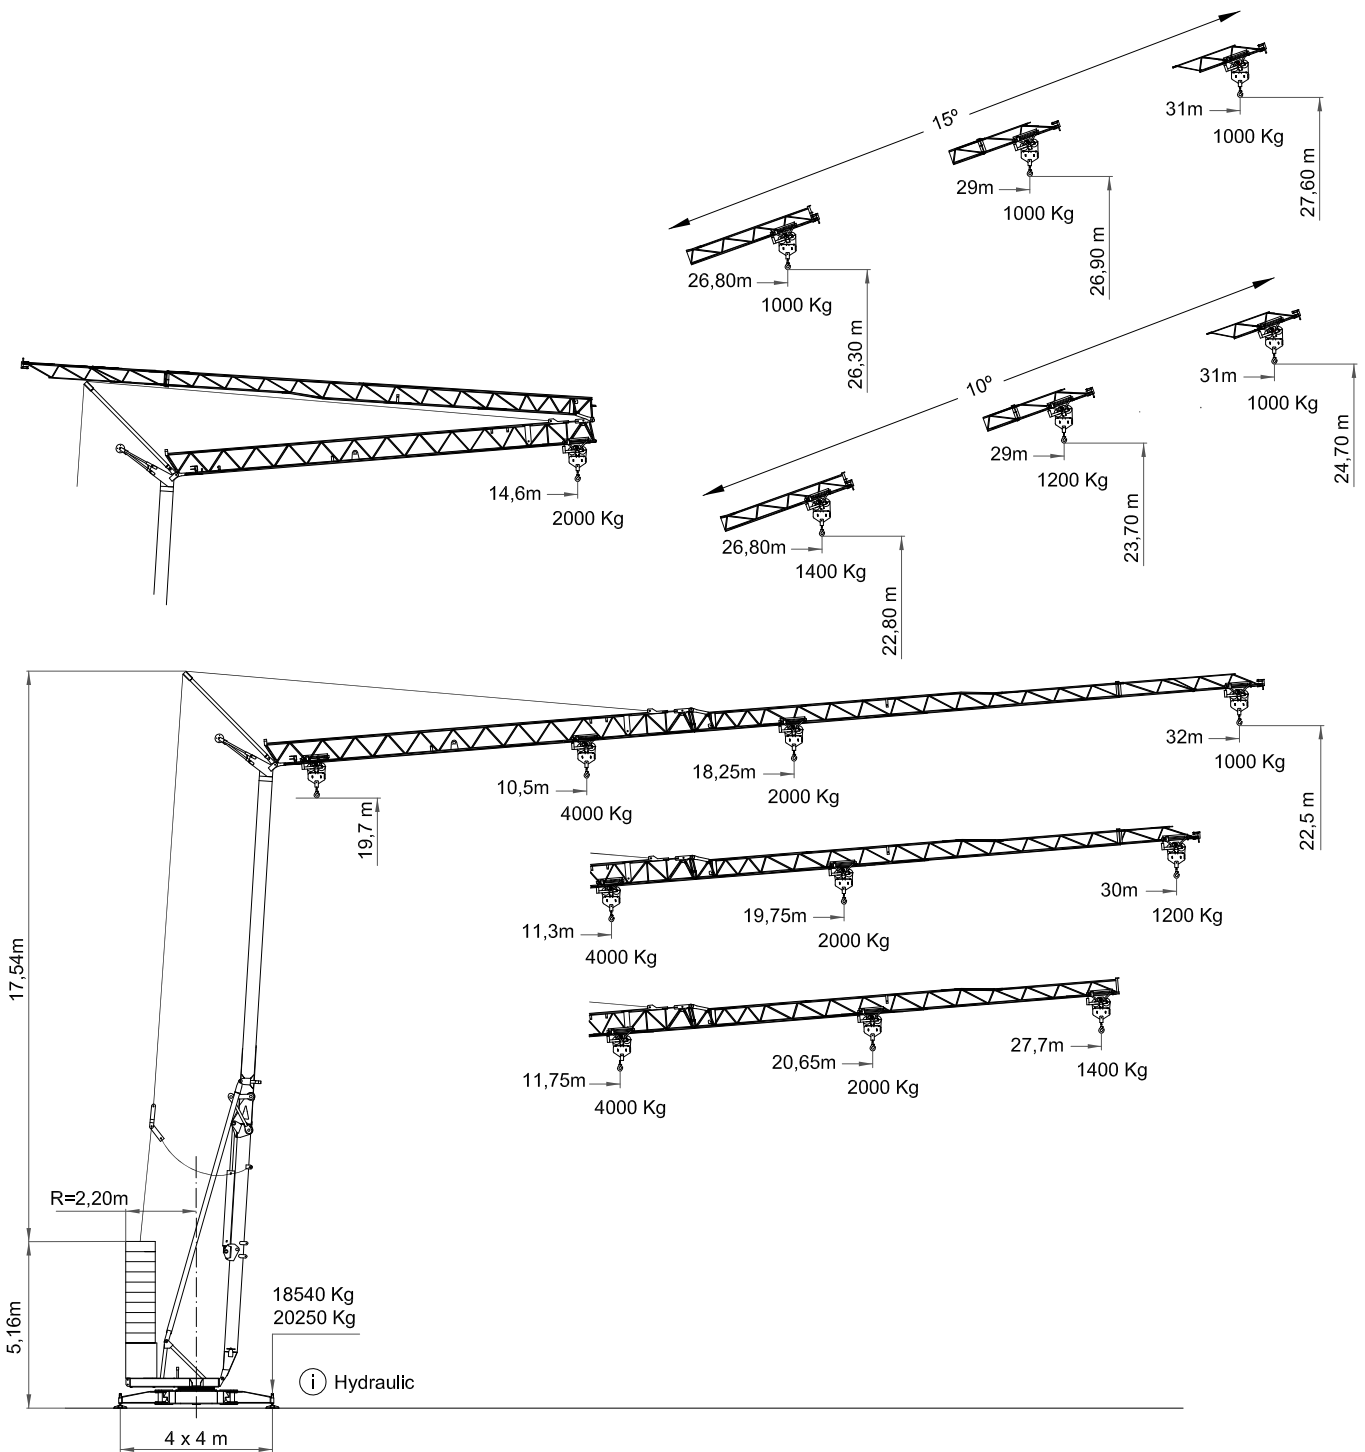 15º
31m
1000 Kg
27,60 m
29m
1000 Kg
26,90 m
26,80m
1000 Kg
26,30 m
10º
31m
1000 Kg
24,70 m
29m
1200 Kg
23,70 m
26,80m
1400 Kg
22,80 m
14,6m
2000 Kg
17,54m
19,7 m
10,5m
4000 Kg
18,25m
2000 Kg
32m
1000 Kg
22,5 m
11,3m
4000 Kg
19,75m
2000 Kg
30m
1200 Kg
11,75m
4000 Kg
20,65m
2000 Kg
27,7m
1400 Kg
R=2,20m
5,16m
18540 Kg
20250 Kg
i Hydraulic
4 x 4 m